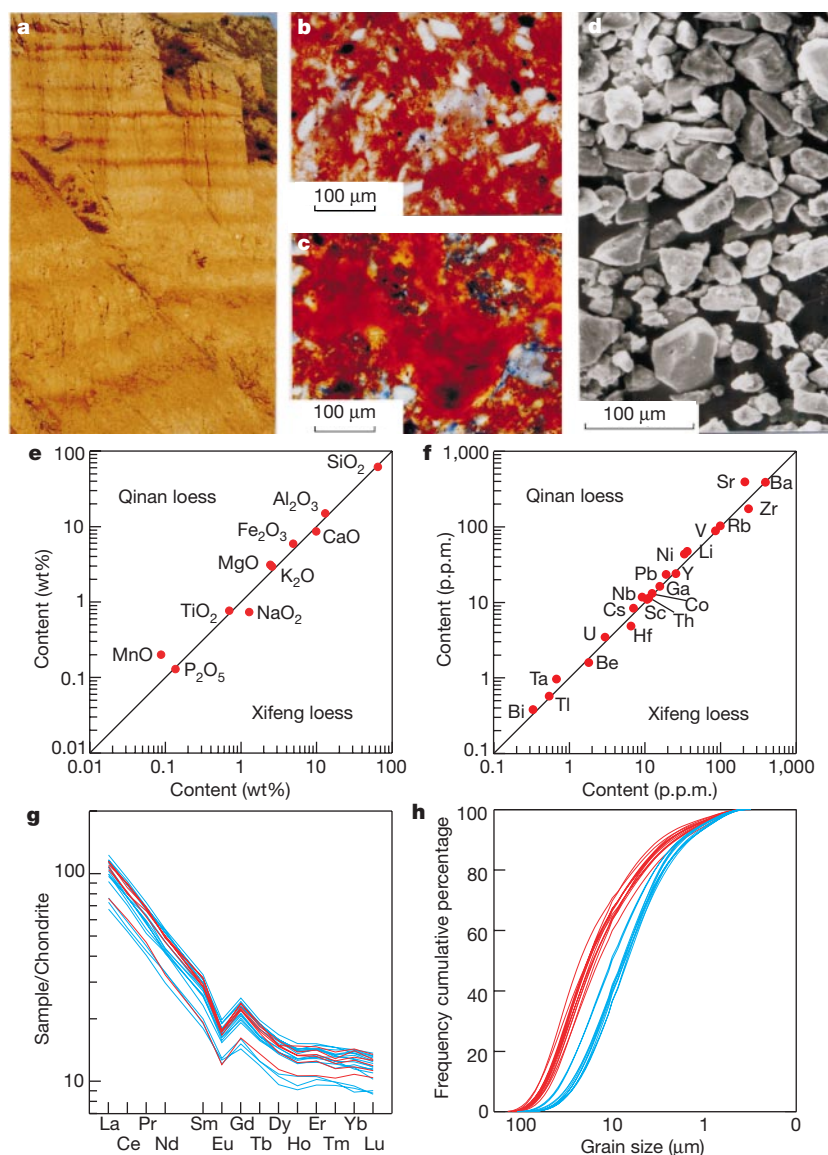 a
b
100 µm
c
100 µm
d
100 µm
e
Content (wt%)
100
10
1
0.1
0.01
Qinan loess
SiO2
Al2O3
Fe2O3
CaO
MgO
K2O
TiO2
NaO2
MnO
P2O5
Xifeng loess
0.01
0.1
1
10
100
Content (wt%)
f
Content (p.p.m.)
1,000
100
10
1
0.1
Qinan loess
Sr
Ba
Zr
V
Rb
Ni
Li
Pb
Y
Nb
Ga
Co
Cs
Sc
Th
U
Hf
Be
Ta
Bi
Tl
Xifeng loess
0.1
1
10
100
1,000
Content (p.p.m.)
g
Sample/Chondrite
100
10
La
Ce
Pr
Nd
Sm
Eu
Gd
Tb
Dy
Ho
Er
Tm
Yb
Lu
h
Frequency cumulative percentage
100
80
60
40
20
0
100
10
1
0
Grain size (µm)